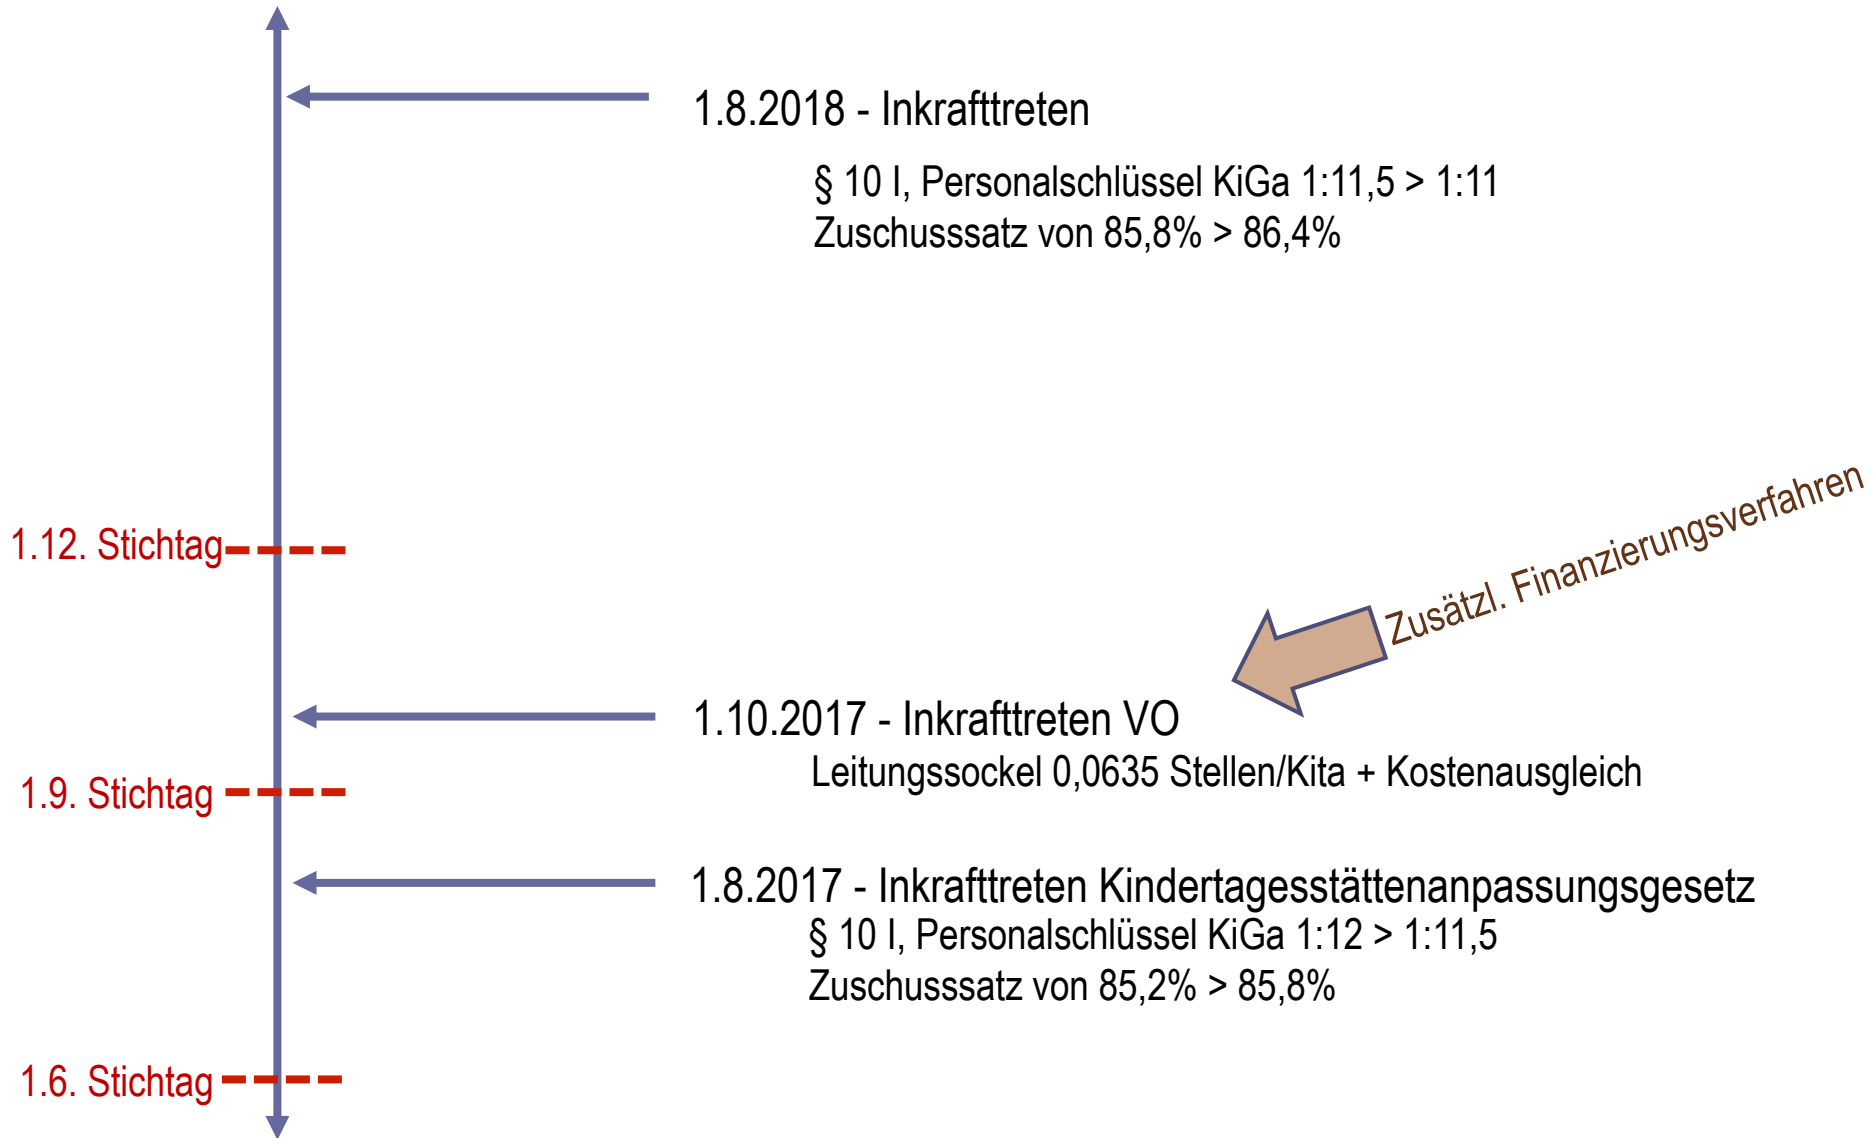 1.8.2018 - Inkrafttreten
§ 10 I, Personalschlüssel KiGa 1:11,5 > 1:11
Zuschusssatz von 85,8% > 86,4%
1.12. Stichtag
Zusätzl. Finanzierungsverfahren
1.10.2017 - Inkrafttreten VO
Leitungssockel 0,0635 Stellen/Kita + Kostenausgleich
1.9. Stichtag
1.8.2017 - Inkrafttreten Kindertagesstättenanpassungsgesetz
§ 10 I, Personalschlüssel KiGa 1:12 > 1:11,5
Zuschusssatz von 85,2% > 85,8%
1.6. Stichtag